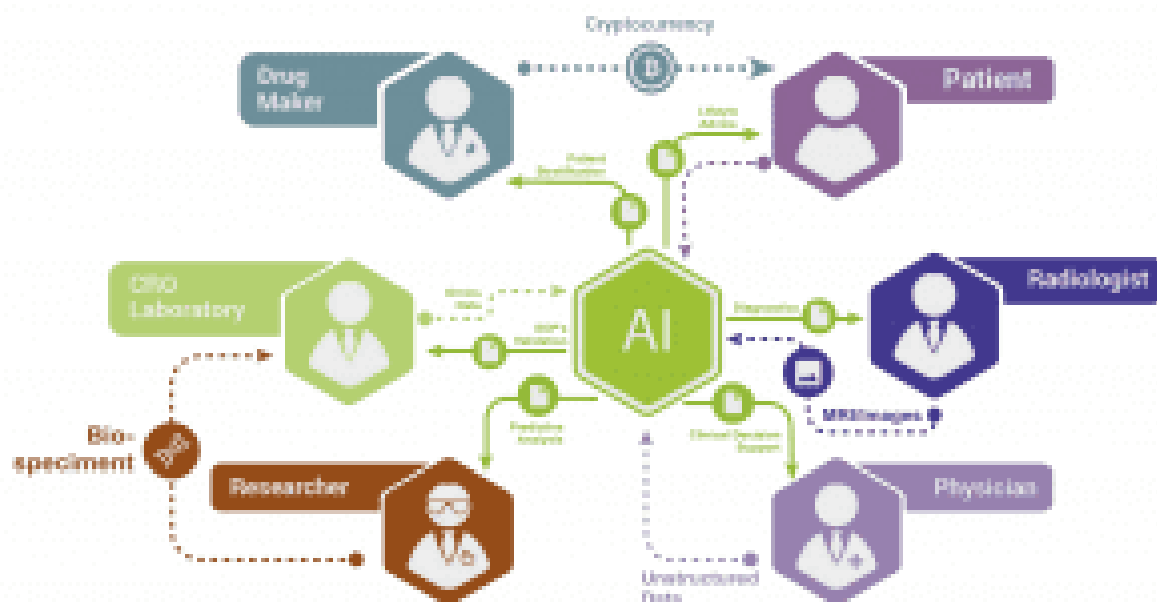 Cryptocurrency
Drug
Maker
Patient
Patient
Identification
Lifestyle
Advice
CRO
Laboratory
Radiologist
AI
Diagnostics
MRI/Images
Predictive
Analysis
Clinical Decision
Support
Bio-
speciment
Researcher
Physician
Unstructured
Data